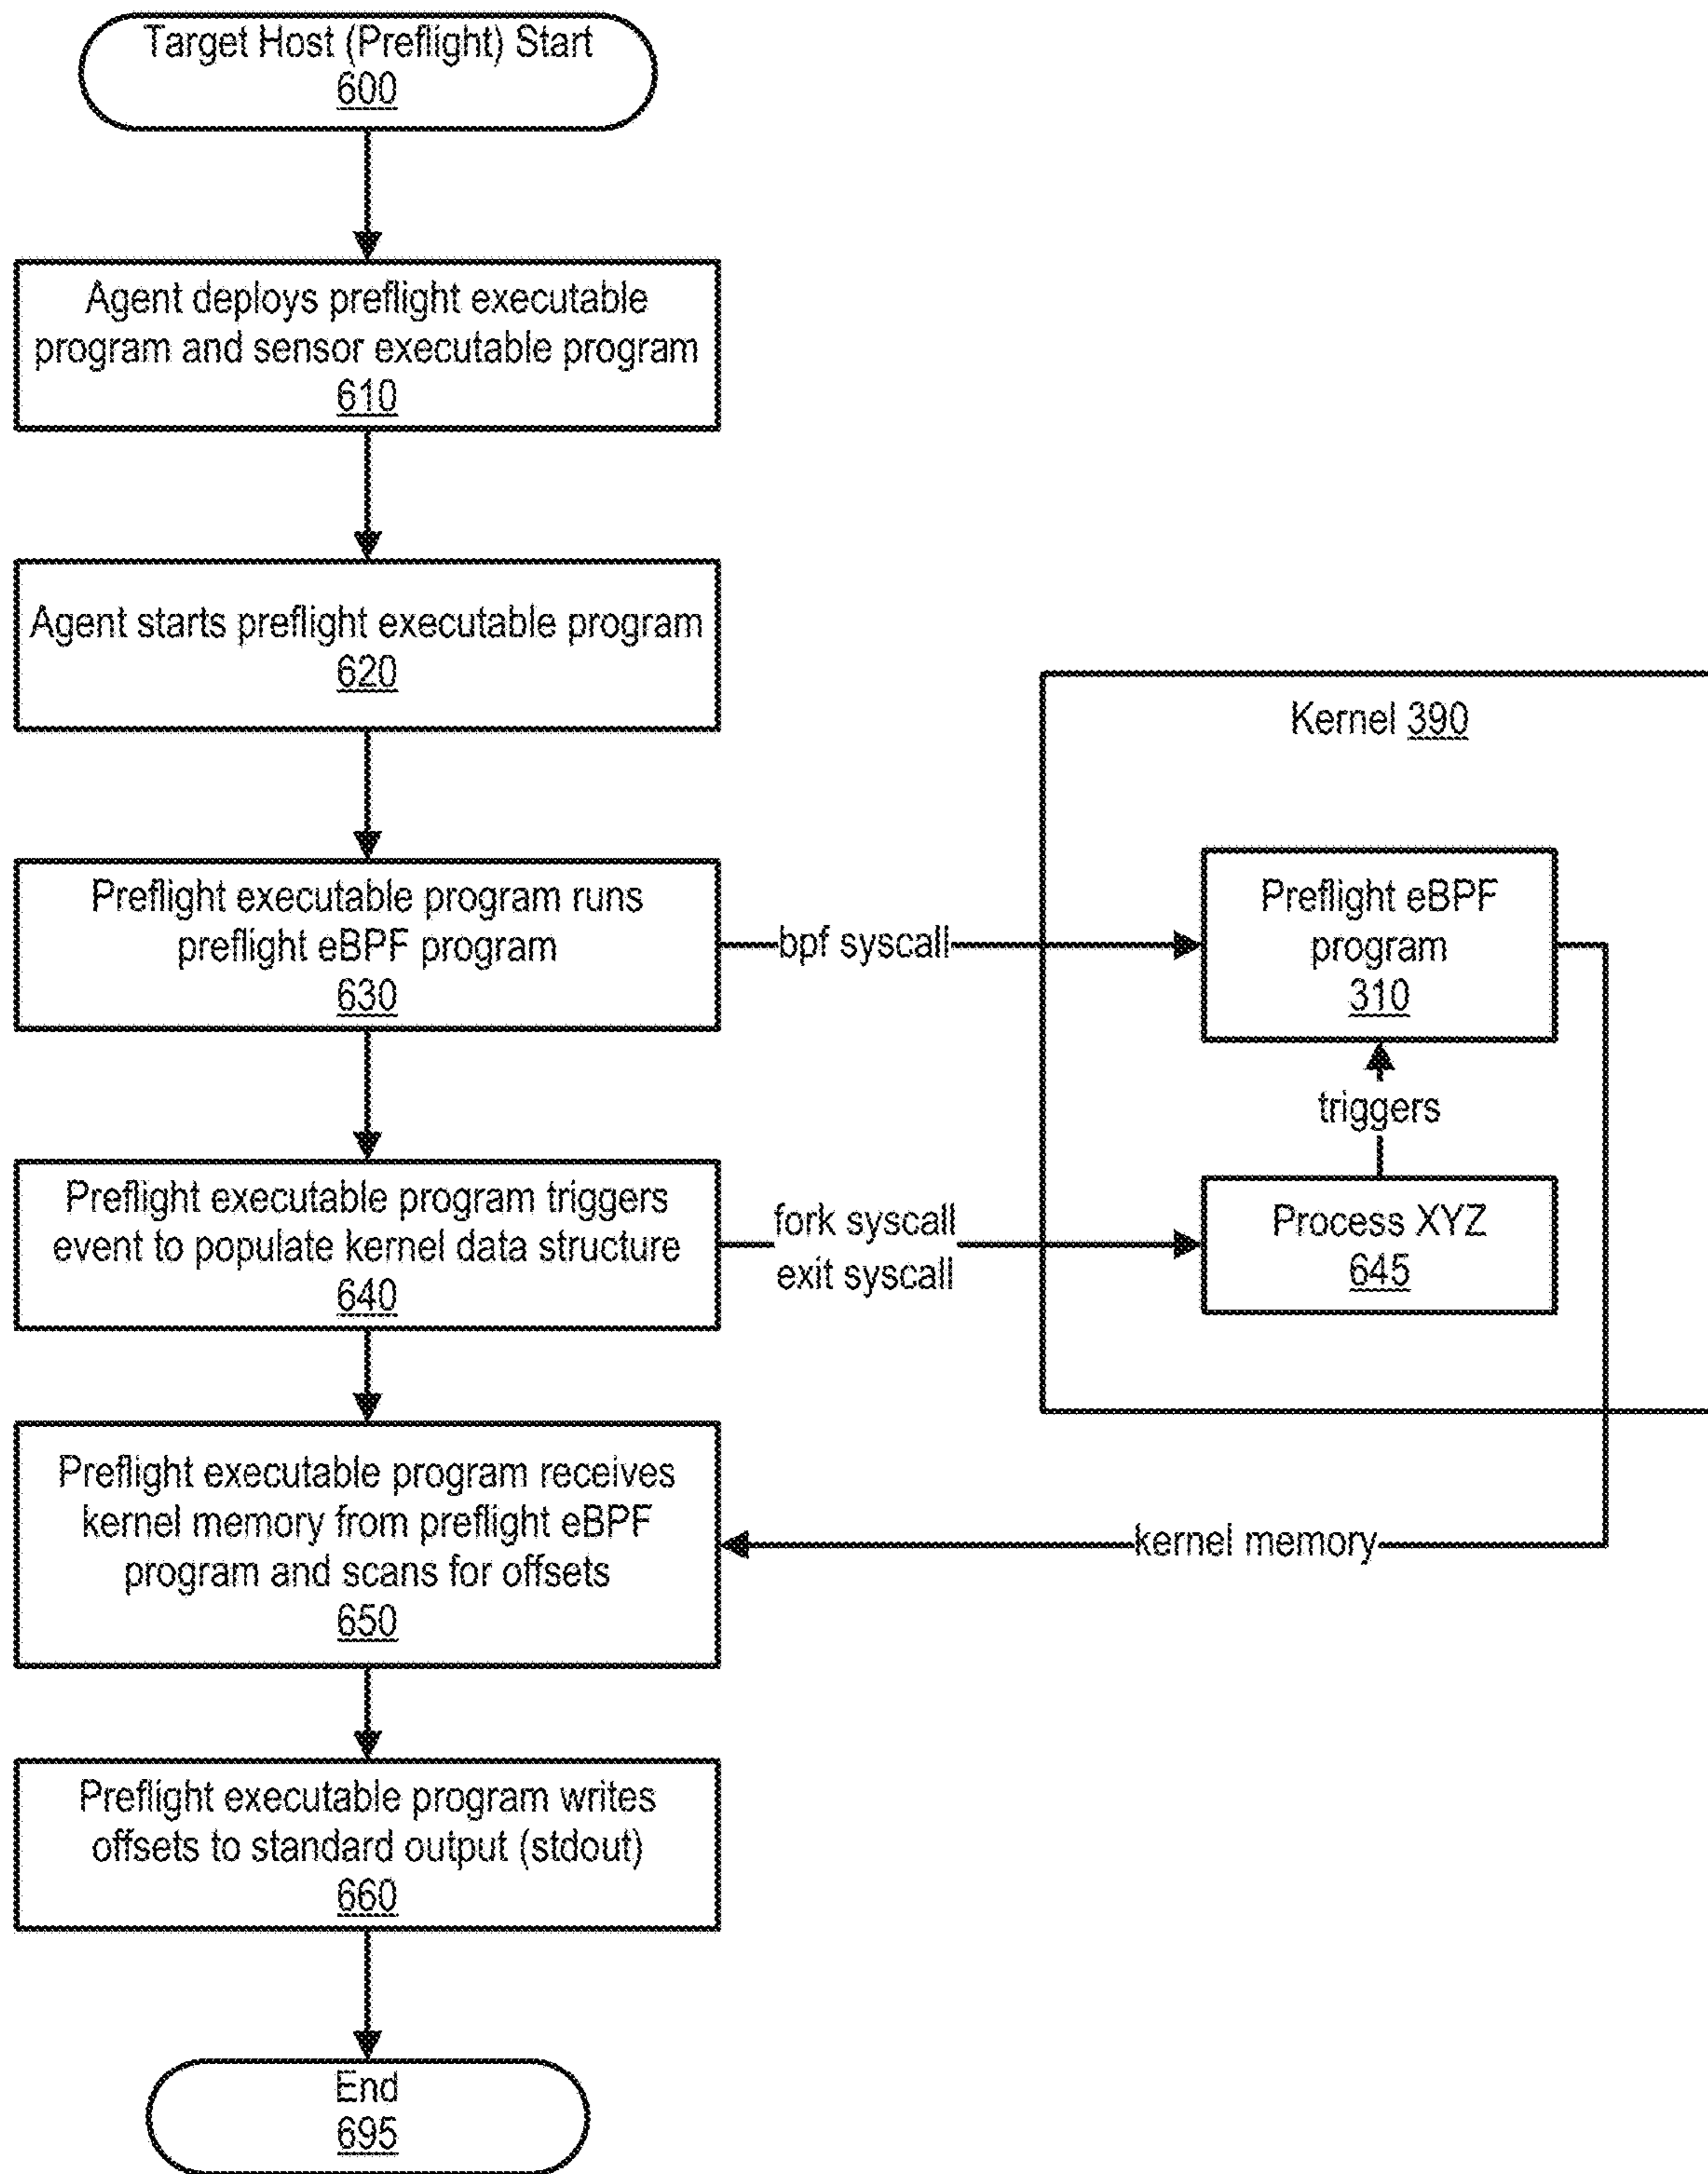 Target Host (Preflight) Start
600
Agent deploys preflight executable
program and sensor executable program
610
Agent starts preflight executable program
620
Kernel 390
Preflight executable program runs
preflight eBPF program
630
bpf syscall
Preflight eBPF
program
310
triggers
Preflight executable program triggers
event to populate kernel data structure
640
fork syscall
exit syscall
Process XYZ
645
Preflight executable program receives
kernel memory from preflight eBPF
program and scans for offsets
650
kernel memory
Preflight executable program writes
offsets to standard output (stdout)
660
End
695